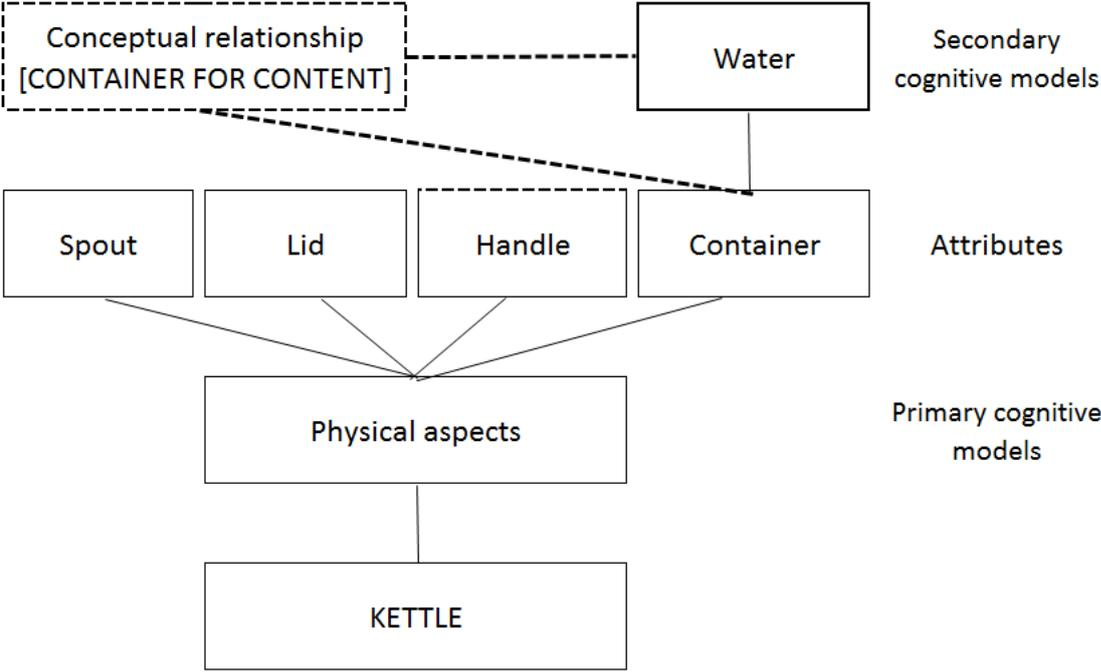 Conceptual relationship
[CONTAINER FOR CONTENT]
Water
Secondary
cognitive models
Spout
Lid
Handle
Container
Attributes
Physical aspects
Primary cognitive
models
KETTLE